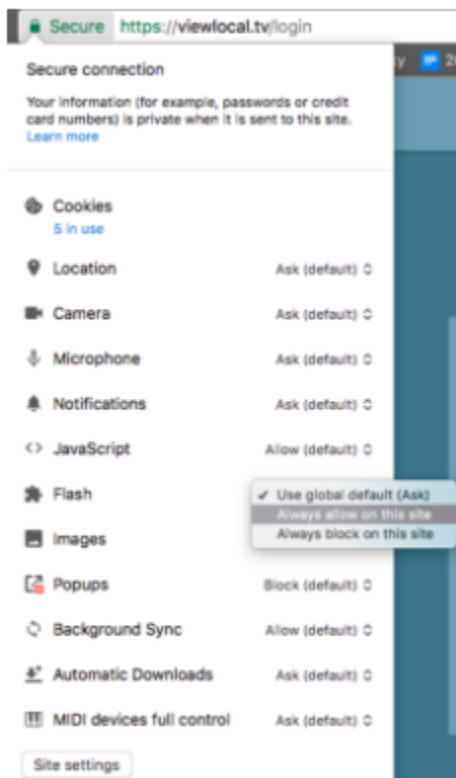 Secure https://viewlocal.tv/login
Secure connection
Your information (for example, passwords or credit
card numbers) is private when it is sent to this site.
Learn more
Cookies
5 in use
Location Ask (default)
Camera Ask (default)
Microphone Ask (default)
Notifications Ask (default)
JavaScript Allow (default)
Flash ✓ Use global default (Ask)
Always allow on this site
Images Always block on this site
Popups Block (default)
Background Sync Allow (default)
Automatic Downloads Ask (default)
MIDI devices full control Ask (default)
Site settings